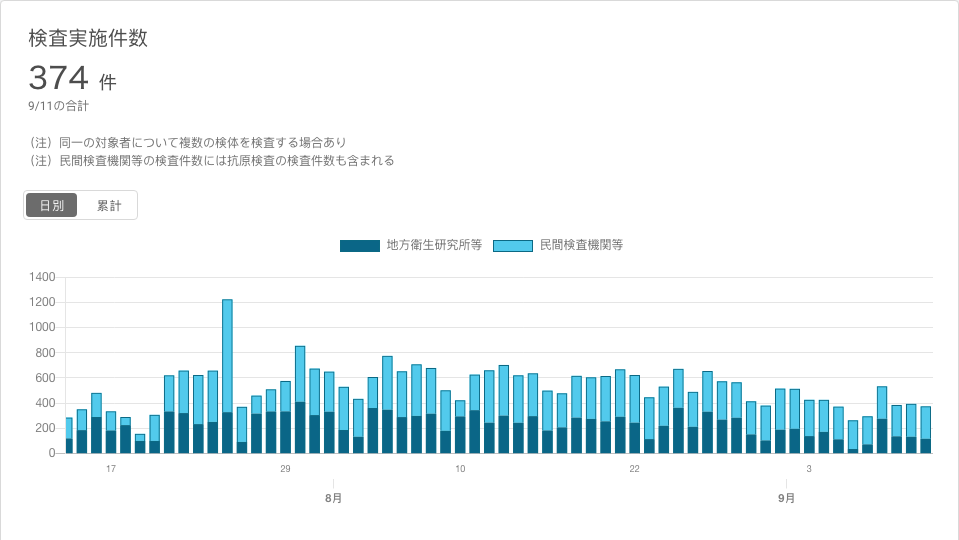 検査実施件数
374 件
9/11の合計
（注）同一の対象者について複数の検体を検査する場合あり
（注）民間検査機関等の検査件数には抗原検査の検査件数も含まれる
日別 累計
地方衛生研究所等 民間検査機関等
1400
1200
1000
800
600
400
200
0
17 29 10 22 3
8月 9月